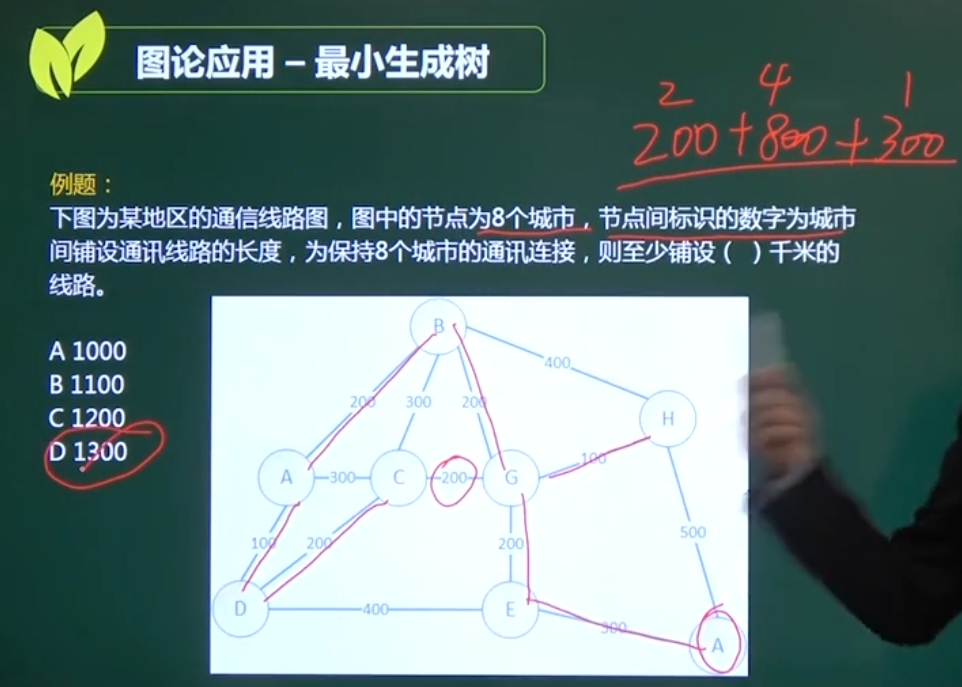 图论应用 – 最小生成树
2 4 1
200+800+300
例题：
下图为某地区的通信线路图，图中的节点为8个城市，节点间标识的数字为城市
间铺设通讯线路的长度，为保持8个城市的通讯连接，则至少铺设（ ）千米的
线路。
A 1000
B 1100
C 1200
D 1300
B
400
200
300
200
H
A
300
C
200
G
100
100
200
200
500
D
400
E
300
A